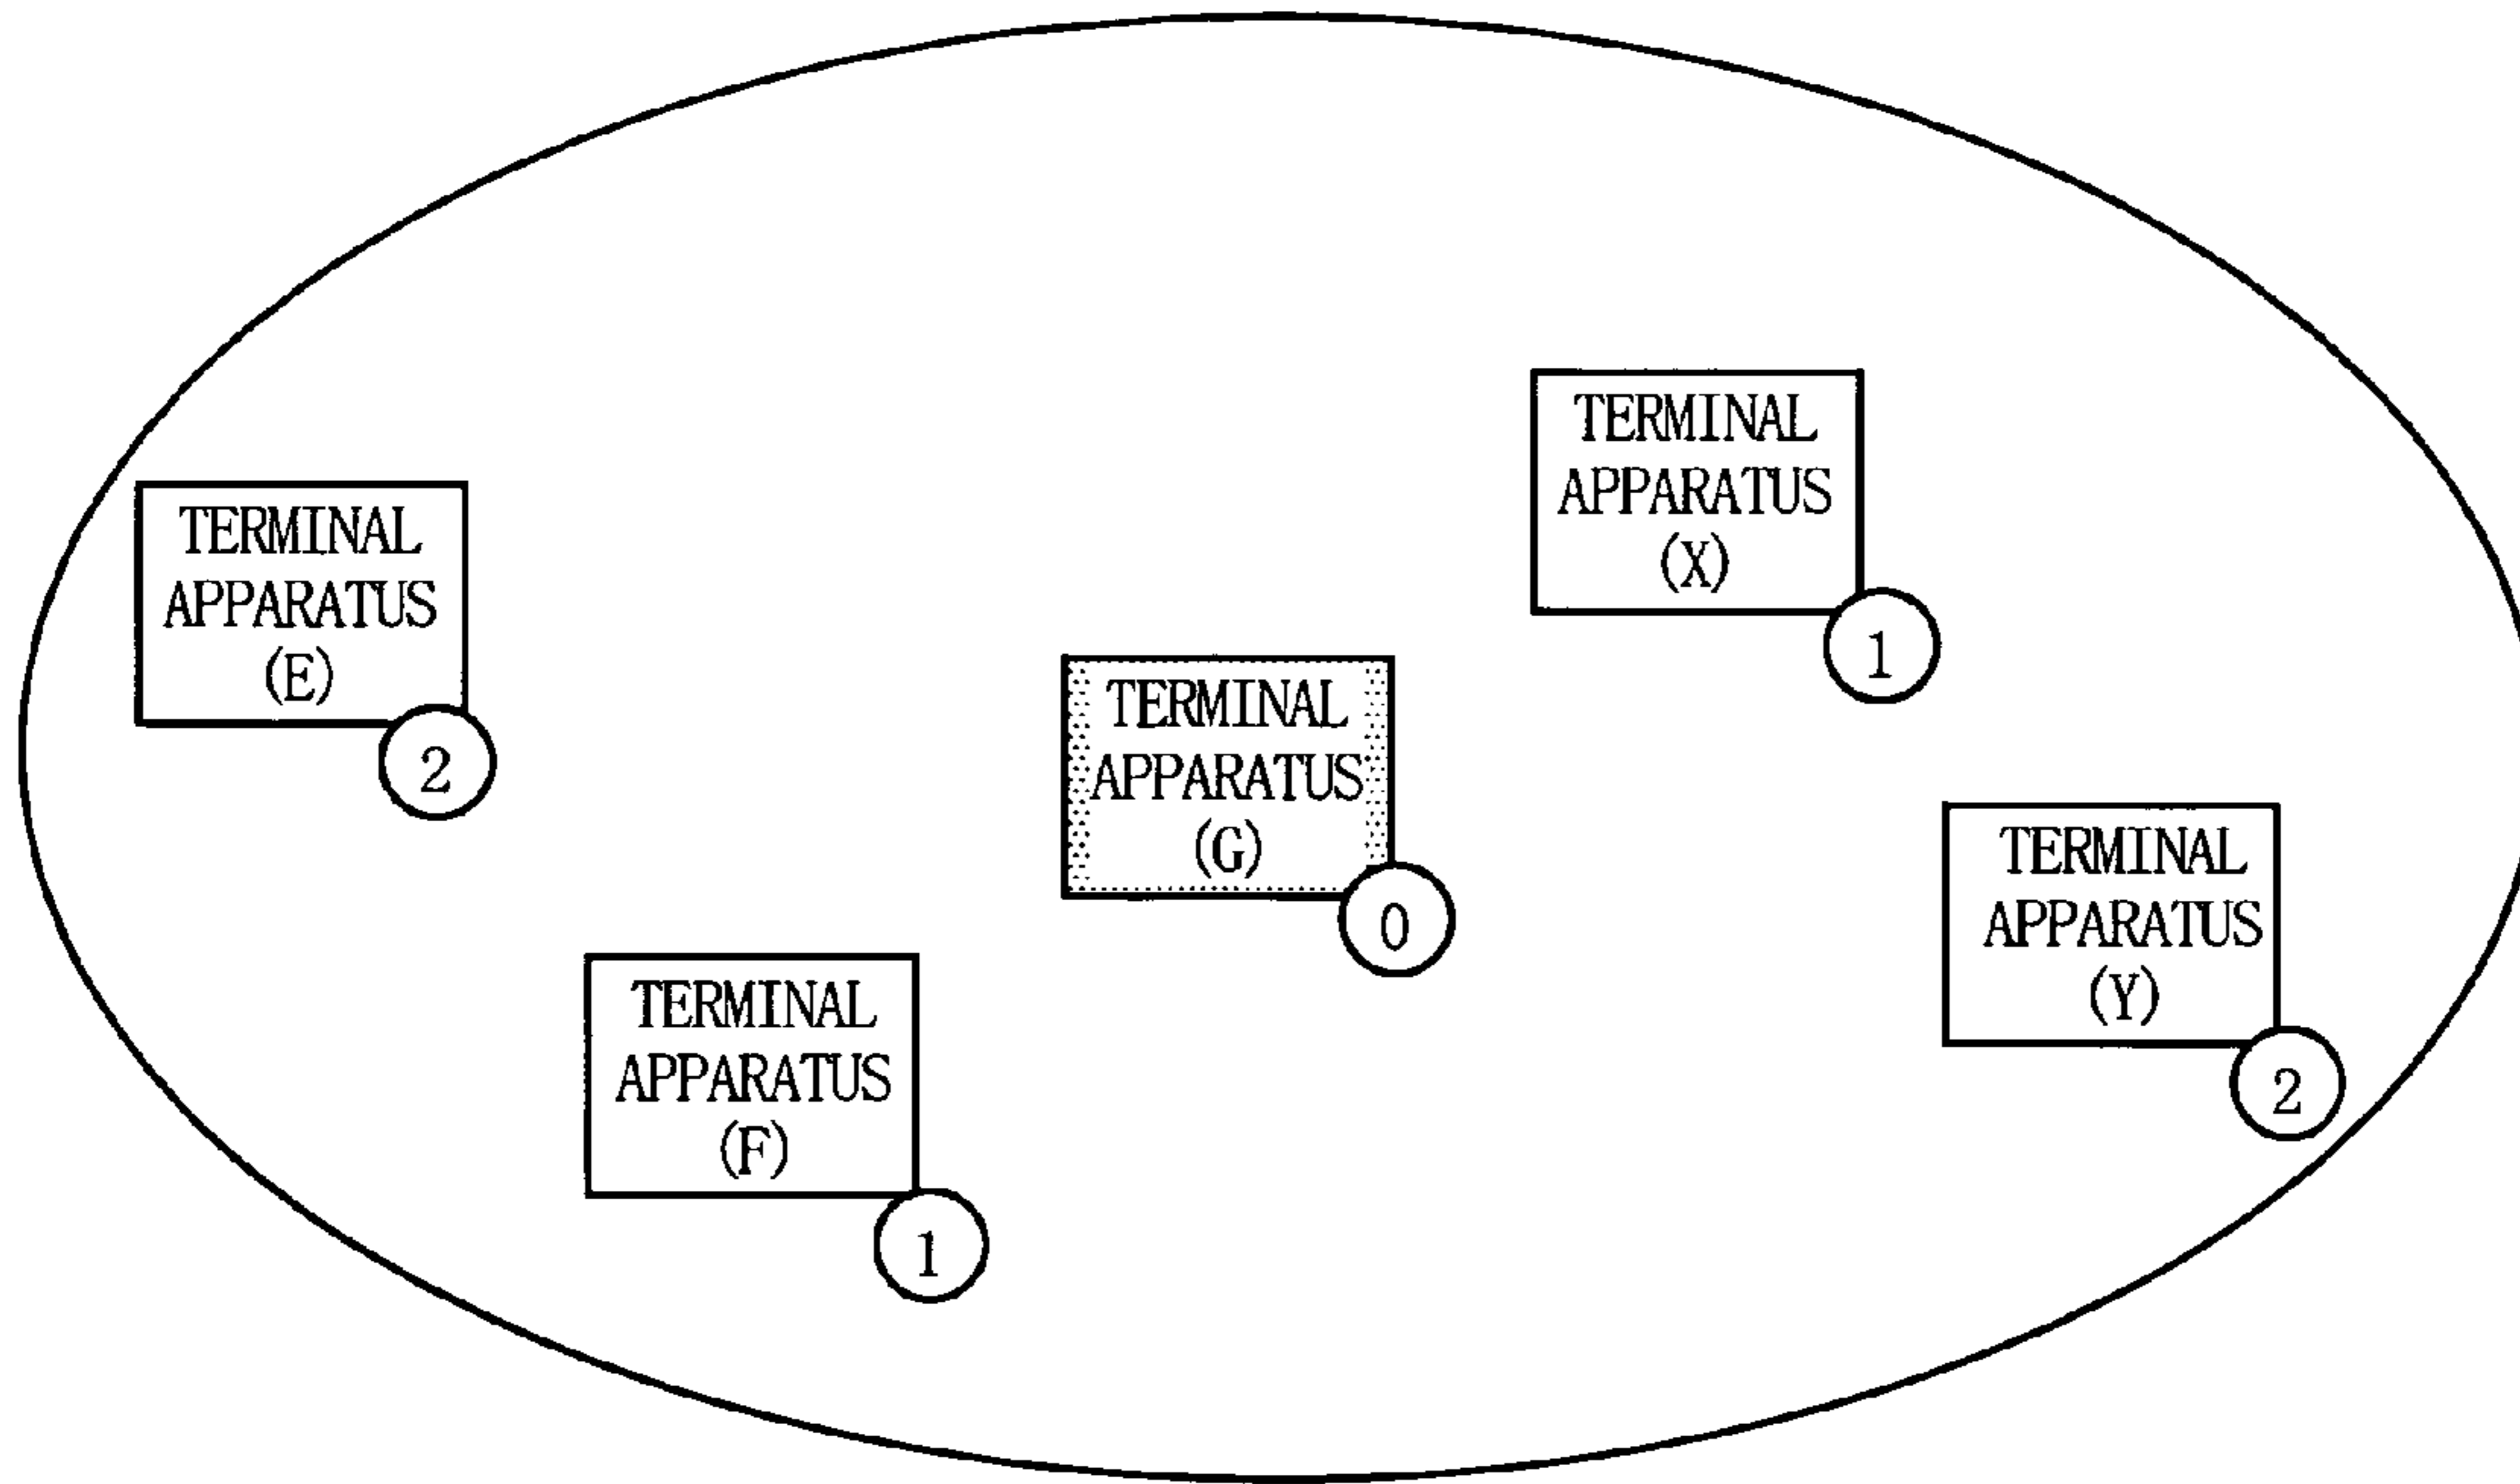 TERMINAL
APPARATUS
(X)
1
TERMINAL
APPARATUS
(E)
2
TERMINAL
APPARATUS
(G)
0
TERMINAL
APPARATUS
(Y)
2
TERMINAL
APPARATUS
(F)
1